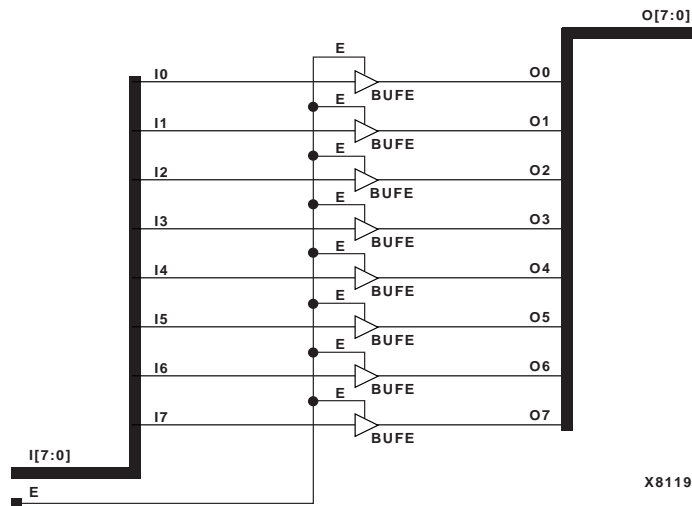 O[7:0]
E
I0 O0
BUFE
E
I1 O1
BUFE
E
I2 O2
BUFE
E
I3 O3
BUFE
E
I4 O4
BUFE
E
I5 O5
BUFE
E
I6 O6
BUFE
E
I7 O7
BUFE
I[7:0]
E
X8119